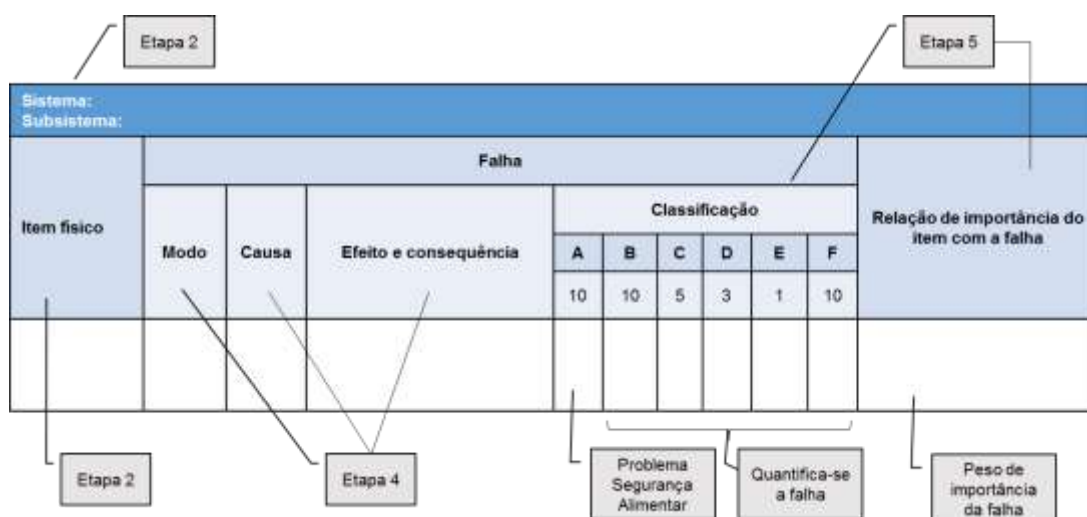 Etapa 2
Etapa 5
Sistema:
Subsistema:
Falha
Classificação
Item físico
Relação de importância do
item com a falha
Modo
Causa
Efeito e consequência
A
B
C
D
E
F
10
10
5
3
1
10
Etapa 2
Etapa 4
Problema
Segurança
Alimentar
Quantifica-se
a falha
Peso de
importância
da falha